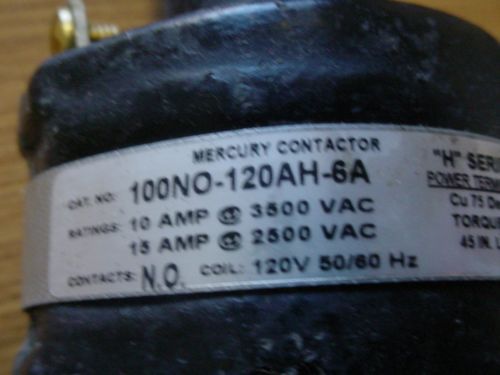 MERCURY CONTACTOR
CAT. NO: 100NO-120AH-6A
RATINGS: 10 AMP @ 3500 VAC
15 AMP @ 2500 VAC
CONTACTS: N.O. COIL: 120V 50/60 Hz
"H" SERI
POWER TERM
Cu 75 De
TORQU
45 IN. L